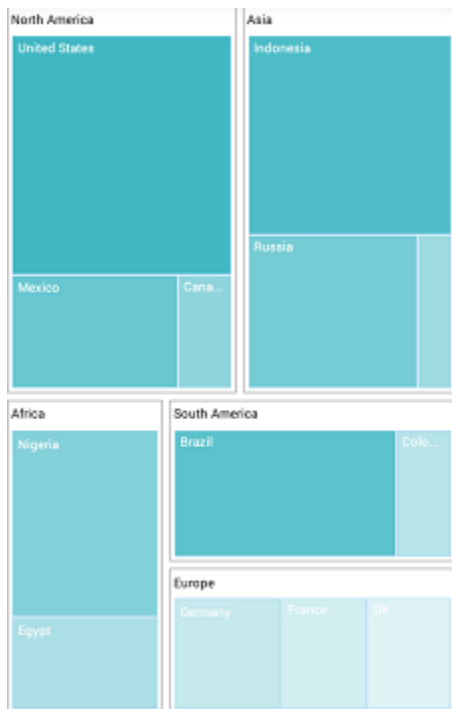 North America
United States
Mexico
Cana...
Asia
Indonesia
Russia
Africa
Nigeria
Egypt
South America
Brazil
Colo...
Europe
Germany
France
UK